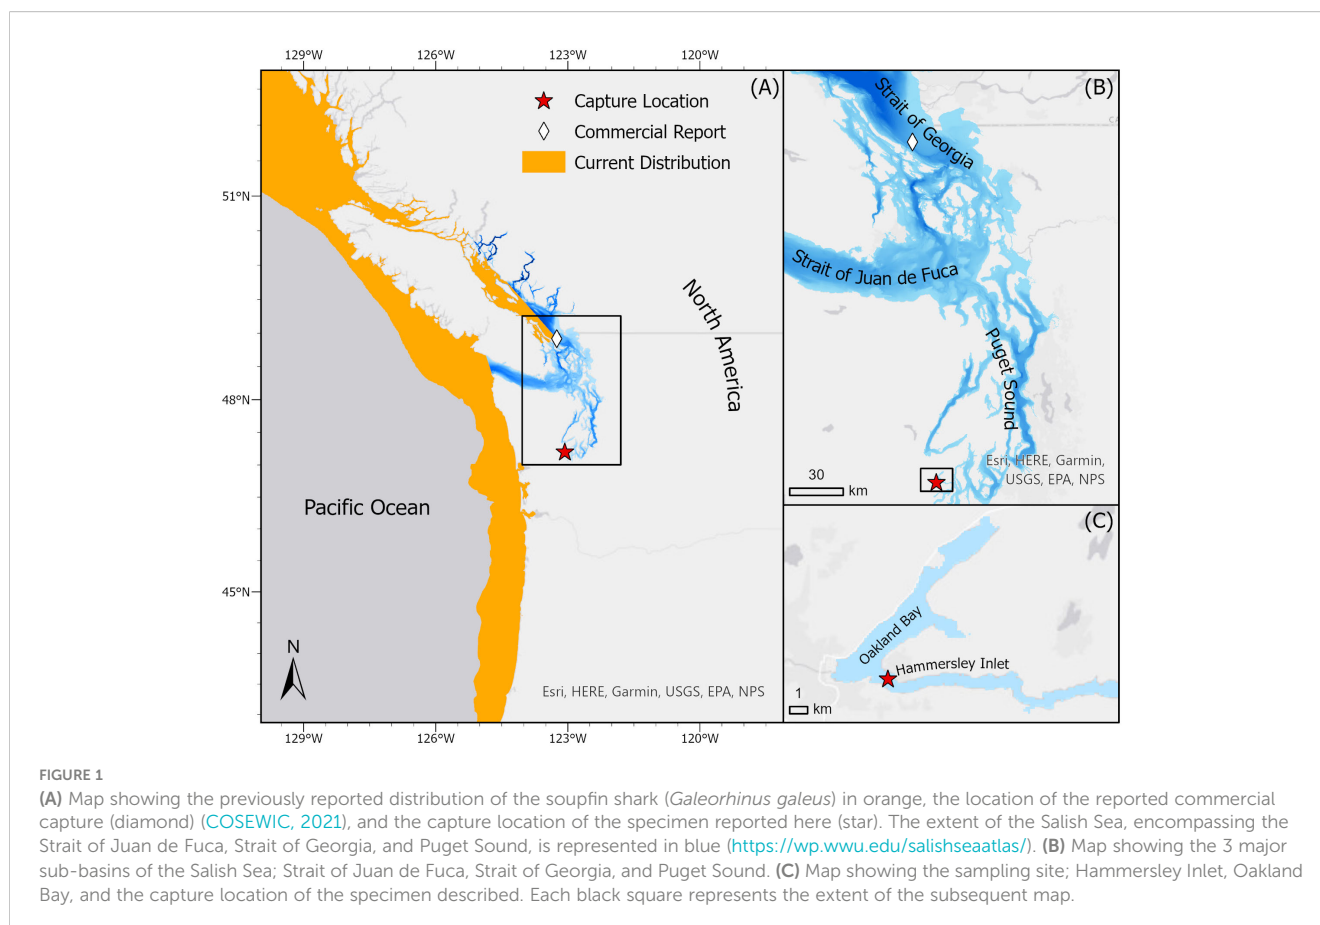 129°W 126°W 123°W 120°W
(A)
Capture Location
Commercial Report
Current Distribution
51°N
48°N
45°N
North America
Pacific Ocean
N
Esri, HERE, Garmin, USGS, EPA, NPS
129°W 126°W 123°W 120°W
(B)
Strait of Georgia
Strait of Juan de Fuca
Puget Sound
Esri, HERE, Garmin,
USGS, EPA, NPS
30
km
(C)
Oakland Bay
Hammersley Inlet
1
km
FIGURE 1
(A) Map showing the previously reported distribution of the soupfin shark (Galeorhinus galeus) in orange, the location of the reported commercial
capture (diamond) (COSEWIC, 2021), and the capture location of the specimen reported here (star). The extent of the Salish Sea, encompassing the
Strait of Juan de Fuca, Strait of Georgia, and Puget Sound, is represented in blue (https://wp.wwu.edu/salishseaatlas/). (B) Map showing the 3 major
sub-basins of the Salish Sea; Strait of Juan de Fuca, Strait of Georgia, and Puget Sound. (C) Map showing the sampling site; Hammersley Inlet, Oakland
Bay, and the capture location of the specimen described. Each black square represents the extent of the subsequent map.